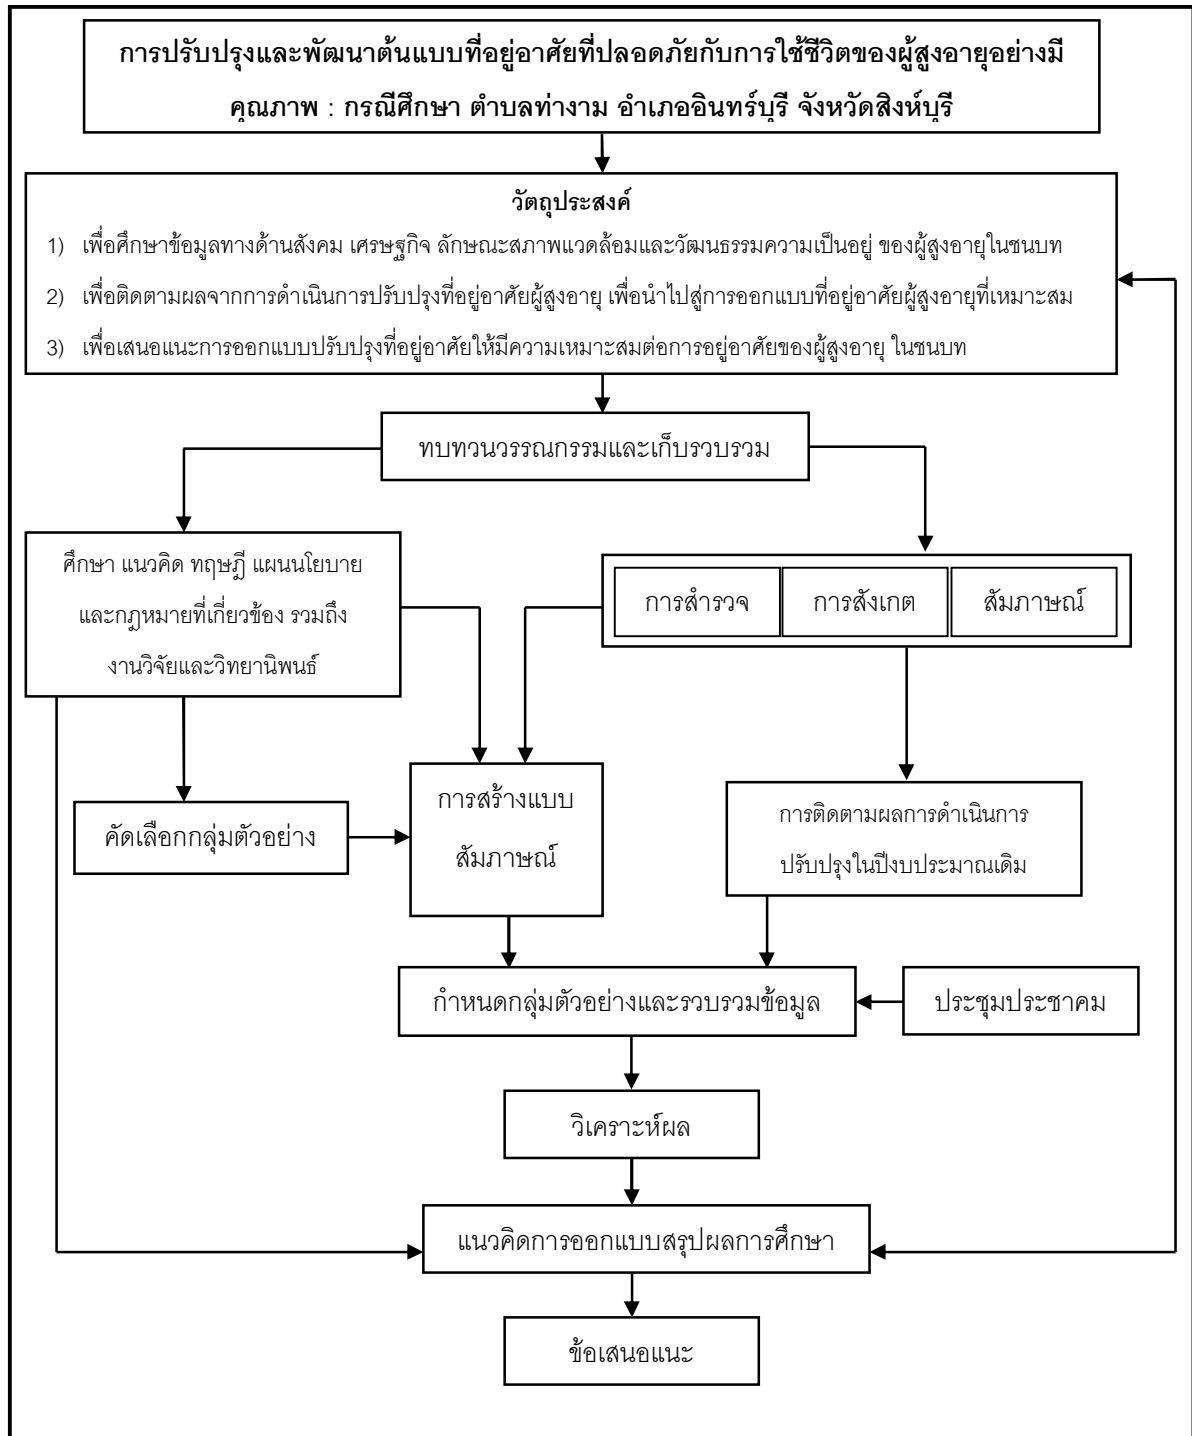 การปรับปรุงและพัฒนาต้นแบบที่อยู่อาศัยที่ปลอดภัยกับการใช้ชีวิตของผู้สูงอายุอย่างมี
คุณภาพ : กรณีศึกษา ตำบลท่างาม อำเภออินทร์บุรี จังหวัดสิงห์บุรี
วัตถุประสงค์
1) เพื่อศึกษาข้อมูลทางด้านสังคม เศรษฐกิจ ลักษณะสภาพแวดล้อมและวัฒนธรรมความเป็นอยู่ ของผู้สูงอายุในชนบท
2) เพื่อติดตามผลจากการดำเนินการปรับปรุงที่อยู่อาศัยผู้สูงอายุ เพื่อนำไปสู่การออกแบบที่อยู่อาศัยผู้สูงอายุที่เหมาะสม
3) เพื่อเสนอแนะการออกแบบปรับปรุงที่อยู่อาศัยให้มีความเหมาะสมต่อการอยู่อาศัยของผู้สูงอายุ ในชนบท
ทบทวนวรรณกรรมและเก็บรวบรวม
ศึกษา แนวคิด ทฤษฎี แผนนโยบาย
และกฎหมายที่เกี่ยวข้อง รวมถึง
งานวิจัยและวิทยานิพนธ์
การสำรวจ
การสังเกต
สัมภาษณ์
คัดเลือกกลุ่มตัวอย่าง
การสร้างแบบ
สัมภาษณ์
การติดตามผลการดำเนินการ
ปรับปรุงในปีงบประมาณเดิม
กำหนดกลุ่มตัวอย่างและรวบรวมข้อมูล
ประชุมประชาคม
วิเคราะห์ผล
แนวคิดการออกแบบสรุปผลการศึกษา
ข้อเสนอแนะ